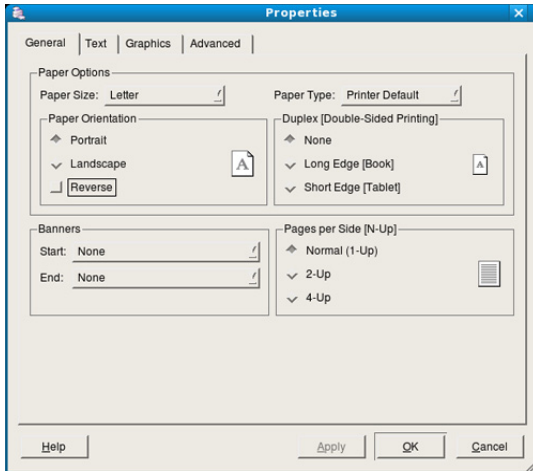 Properties
General Text Graphics Advanced
Paper Options
Paper Size: Letter Paper Type: Printer Default
Paper Orientation Duplex [Double-Sided Printing]
Portrait None
Landscape A Long Edge [Book] A
Reverse Short Edge [Tablet]
Banners Pages per Side [N-Up]
Start: None Normal (1-Up)
End: None 2-Up
4-Up
Help Apply OK Cancel